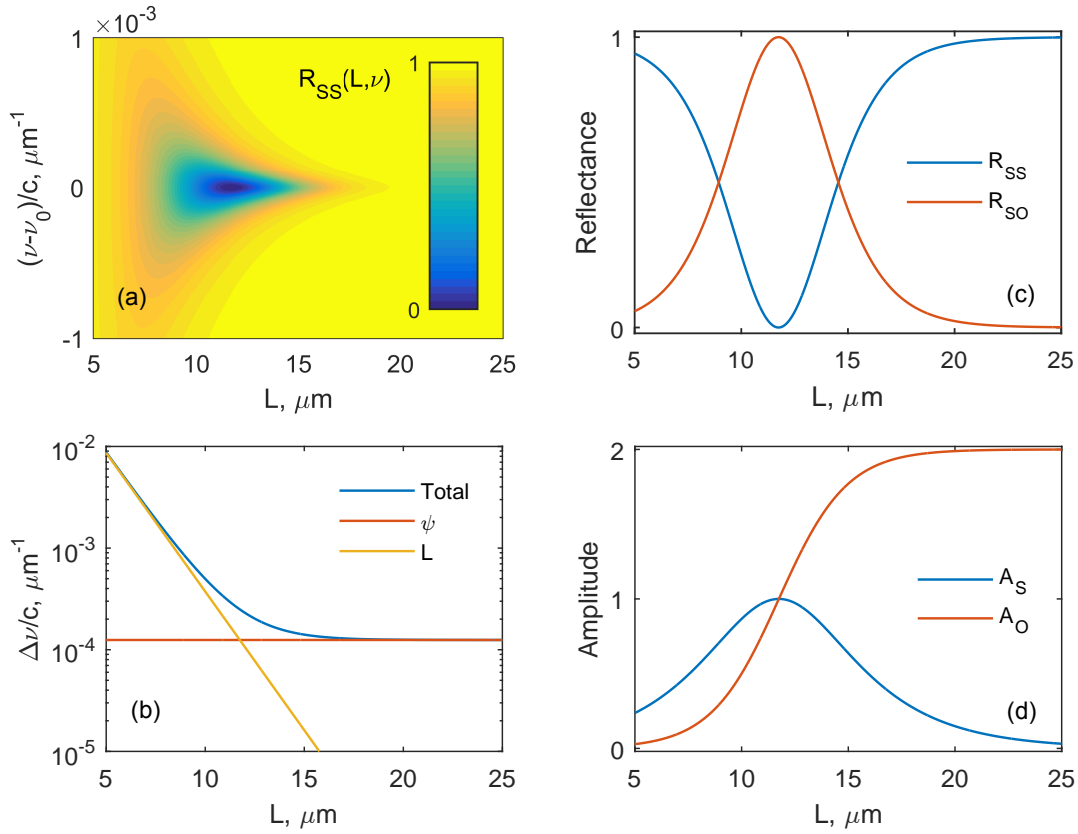 ×10⁻³
1
0
-1
(ν-ν₀)/c, μm⁻¹
R_SS(L,ν)
1
0
(a)
5 10 15 20 25
L, μm
1
0
Reflectance
R_SS
R_SO
(c)
5 10 15 20 25
L, μm
10⁻²
10⁻³
10⁻⁴
10⁻⁵
Δν/c, μm⁻¹
Total
ψ
L
(b)
5 10 15 20 25
L, μm
2
1
0
Amplitude
A_S
A_O
(d)
5 10 15 20 25
L, μm